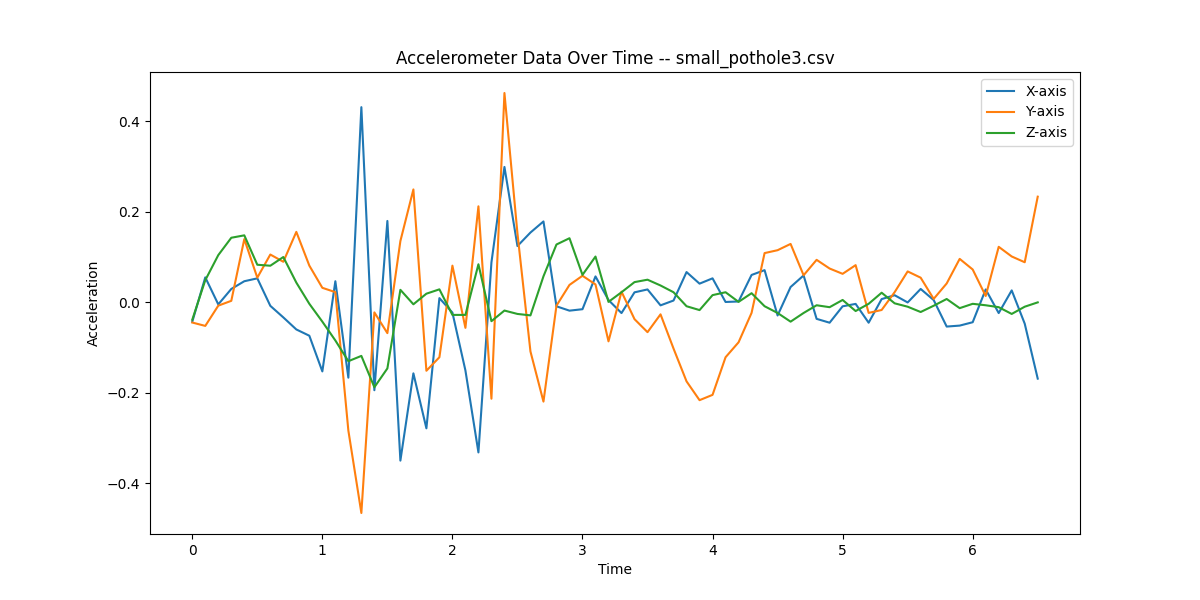 Accelerometer Data Over Time -- small_pothole3.csv
X-axis
Y-axis
Z-axis
Acceleration
0.4
0.2
0.0
−0.2
−0.4
0 1 2 3 4 5 6
Time